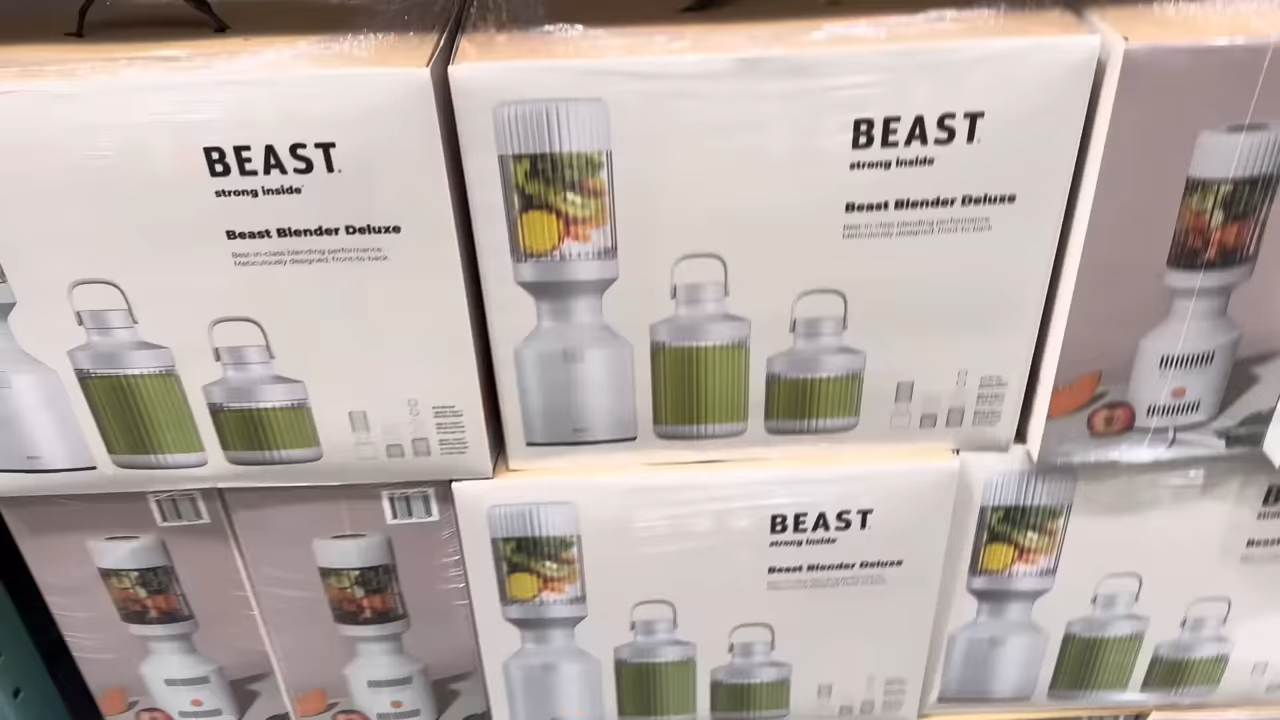 BEAST.
strong inside
Beast Blender Deluxe
Best-in-class blending performance.
Meticulously designed, front-to-back.
BEAST.
strong inside
Beast Blender Deluxe
Best-in-class blending performance.
Meticulously designed, front-to-back.
BEAST.
strong inside
Beast Blender Deluxe